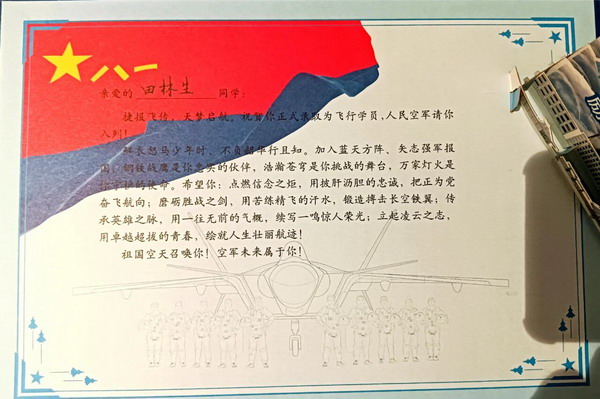 八一
亲爱的 田林生 同学:
捷报飞传,天梦启航。祝贺你正式录取为飞行学员,人民空军请你
入列!
鲜衣怒马少年时,不负韶华行且知。加入蓝天方阵、矢志强军报
国,钢铁战鹰是你忠实的伙伴,浩瀚苍穹是你挑战的舞台,万家灯火是
你守护的使命。希望你:点燃信念之炬,用披肝沥胆的忠诚,把正为党
奋飞航向;磨砺胜战之剑,用苦练精飞的汗水,锻造搏击长空铁翼;传
承英雄之脉,用一往无前的气概,续写一鸣惊人荣光;立起凌云之志,
用卓越超拔的青春,绘就人生壮丽航迹!
祖国空天召唤你!空军未来属于你!